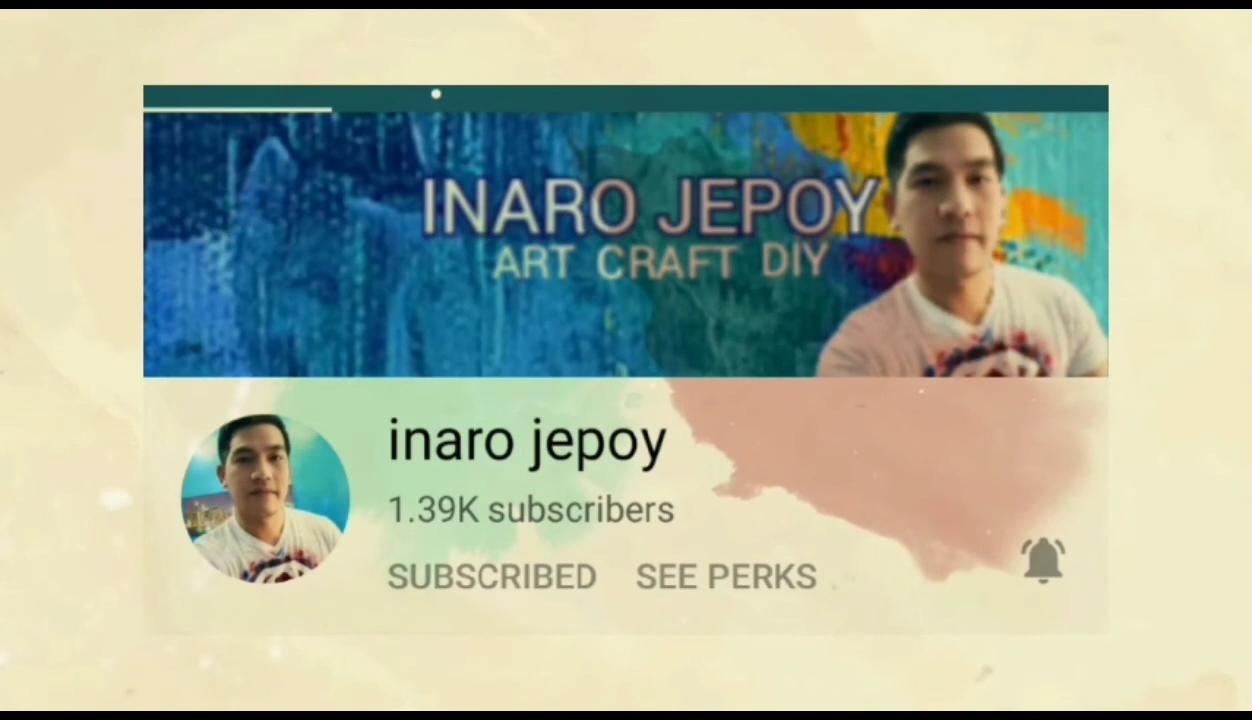 INARO JEPOY
ART CRAFT DIY
inaro jepoy
1.39K subscribers
SUBSCRIBED SEE PERKS